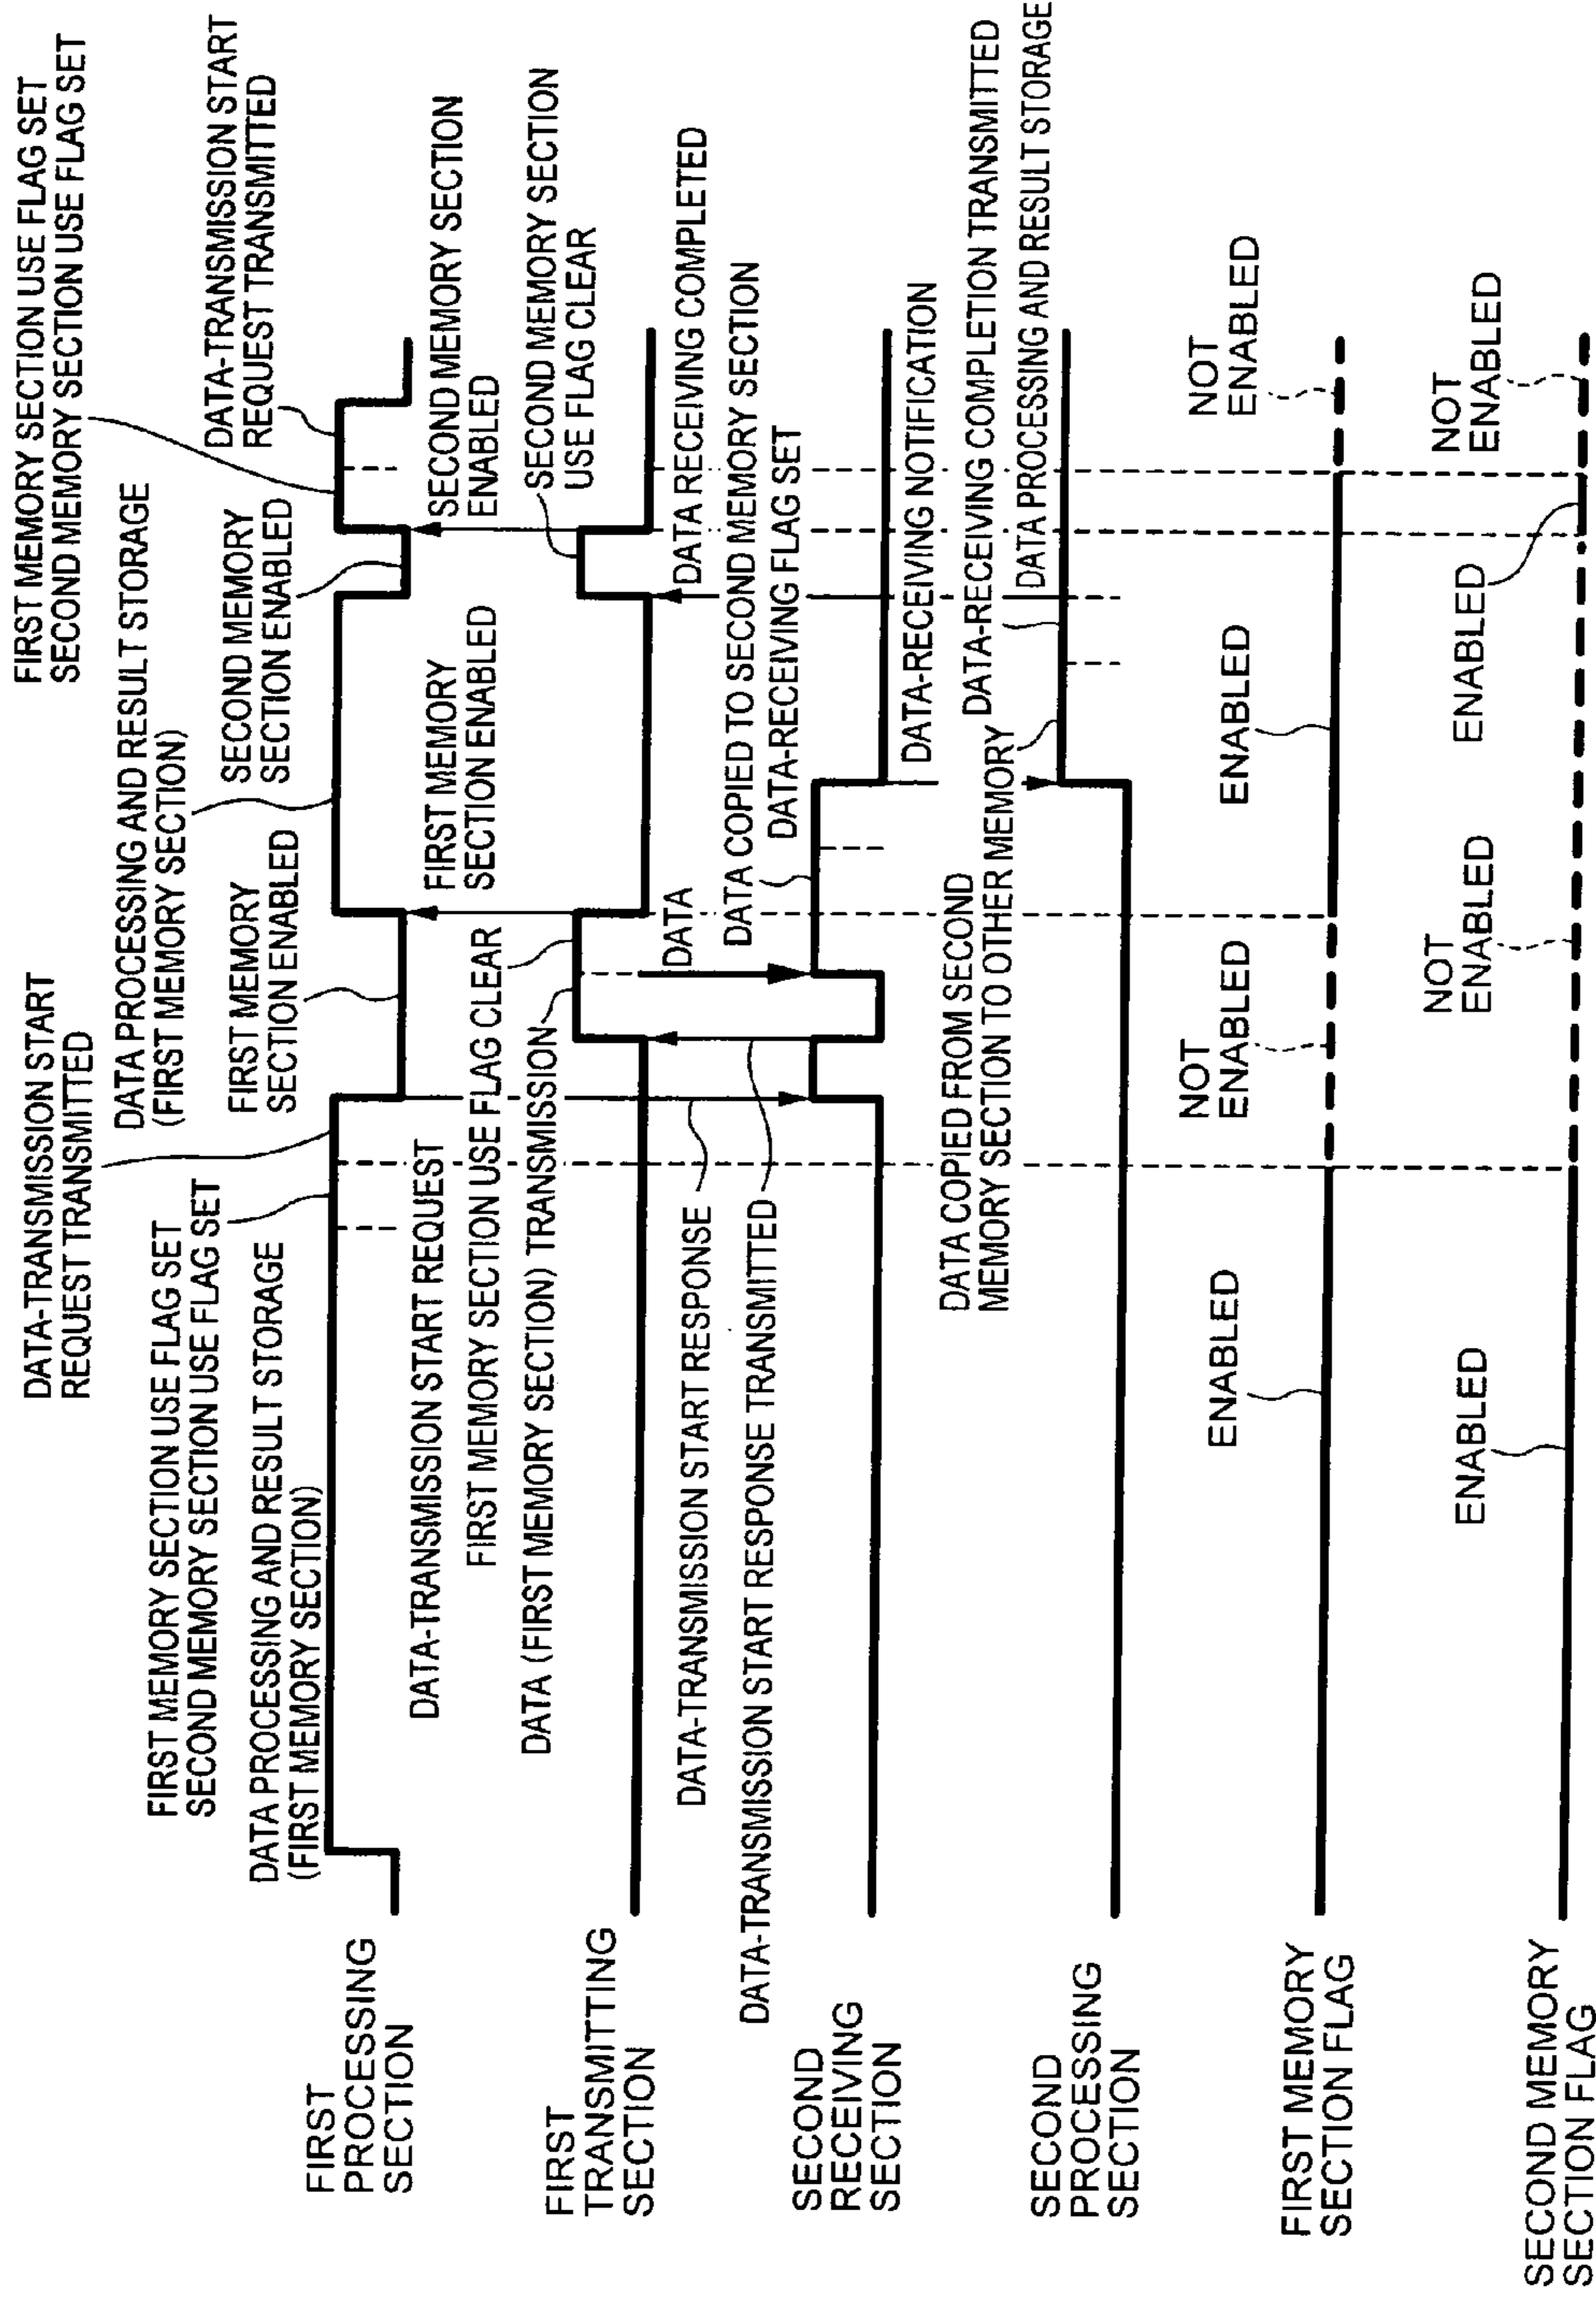 FIRST MEMORY SECTION USE FLAG SET
SECOND MEMORY SECTION USE FLAG SET
DATA-TRANSMISSION START
REQUEST TRANSMITTED
DATA-TRANSMISSION START
REQUEST TRANSMITTED
DATA PROCESSING AND RESULT STORAGE
(FIRST MEMORY SECTION)
SECOND MEMORY
SECTION ENABLED
FIRST MEMORY
SECTION ENABLED
FIRST MEMORY SECTION USE FLAG SET
SECOND MEMORY SECTION USE FLAG SET
DATA PROCESSING AND RESULT STORAGE
(FIRST MEMORY SECTION)
FIRST
PROCESSING
SECTION
DATA-TRANSMISSION START REQUEST
FIRST MEMORY
SECTION ENABLED
SECOND MEMORY SECTION
ENABLED
FIRST MEMORY SECTION USE FLAG CLEAR
DATA (FIRST MEMORY SECTION) TRANSMISSION
SECOND MEMORY SECTION
USE FLAG CLEAR
FIRST
TRANSMITTING
SECTION
DATA-TRANSMISSION START RESPONSE
DATA
DATA RECEIVING COMPLETED
DATA-TRANSMISSION START RESPONSE TRANSMITTED
DATA COPIED TO SECOND MEMORY SECTION
DATA-RECEIVING FLAG SET
SECOND
RECEIVING
SECTION
DATA-RECEIVING NOTIFICATION
DATA COPIED FROM SECOND
MEMORY SECTION TO OTHER MEMORY
DATA-RECEIVING COMPLETION TRANSMITTED
DATA PROCESSING AND RESULT STORAGE
SECOND
PROCESSING
SECTION
ENABLED
NOT
ENABLED
ENABLED
NOT
ENABLED
FIRST MEMORY
SECTION FLAG
ENABLED
NOT
ENABLED
ENABLED
NOT
ENABLED
SECOND MEMORY
SECTION FLAG